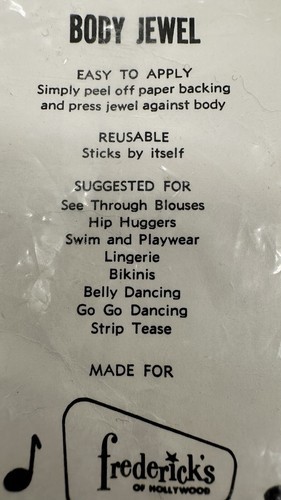 BODY JEWEL
EASY TO APPLY
Simply peel off paper backing
and press jewel against body
REUSABLE
Sticks by itself
SUGGESTED FOR
See Through Blouses
Hip Huggers
Swim and Playwear
Lingerie
Bikinis
Belly Dancing
Go Go Dancing
Strip Tease
MADE FOR
frederick's
OF HOLLYWOOD